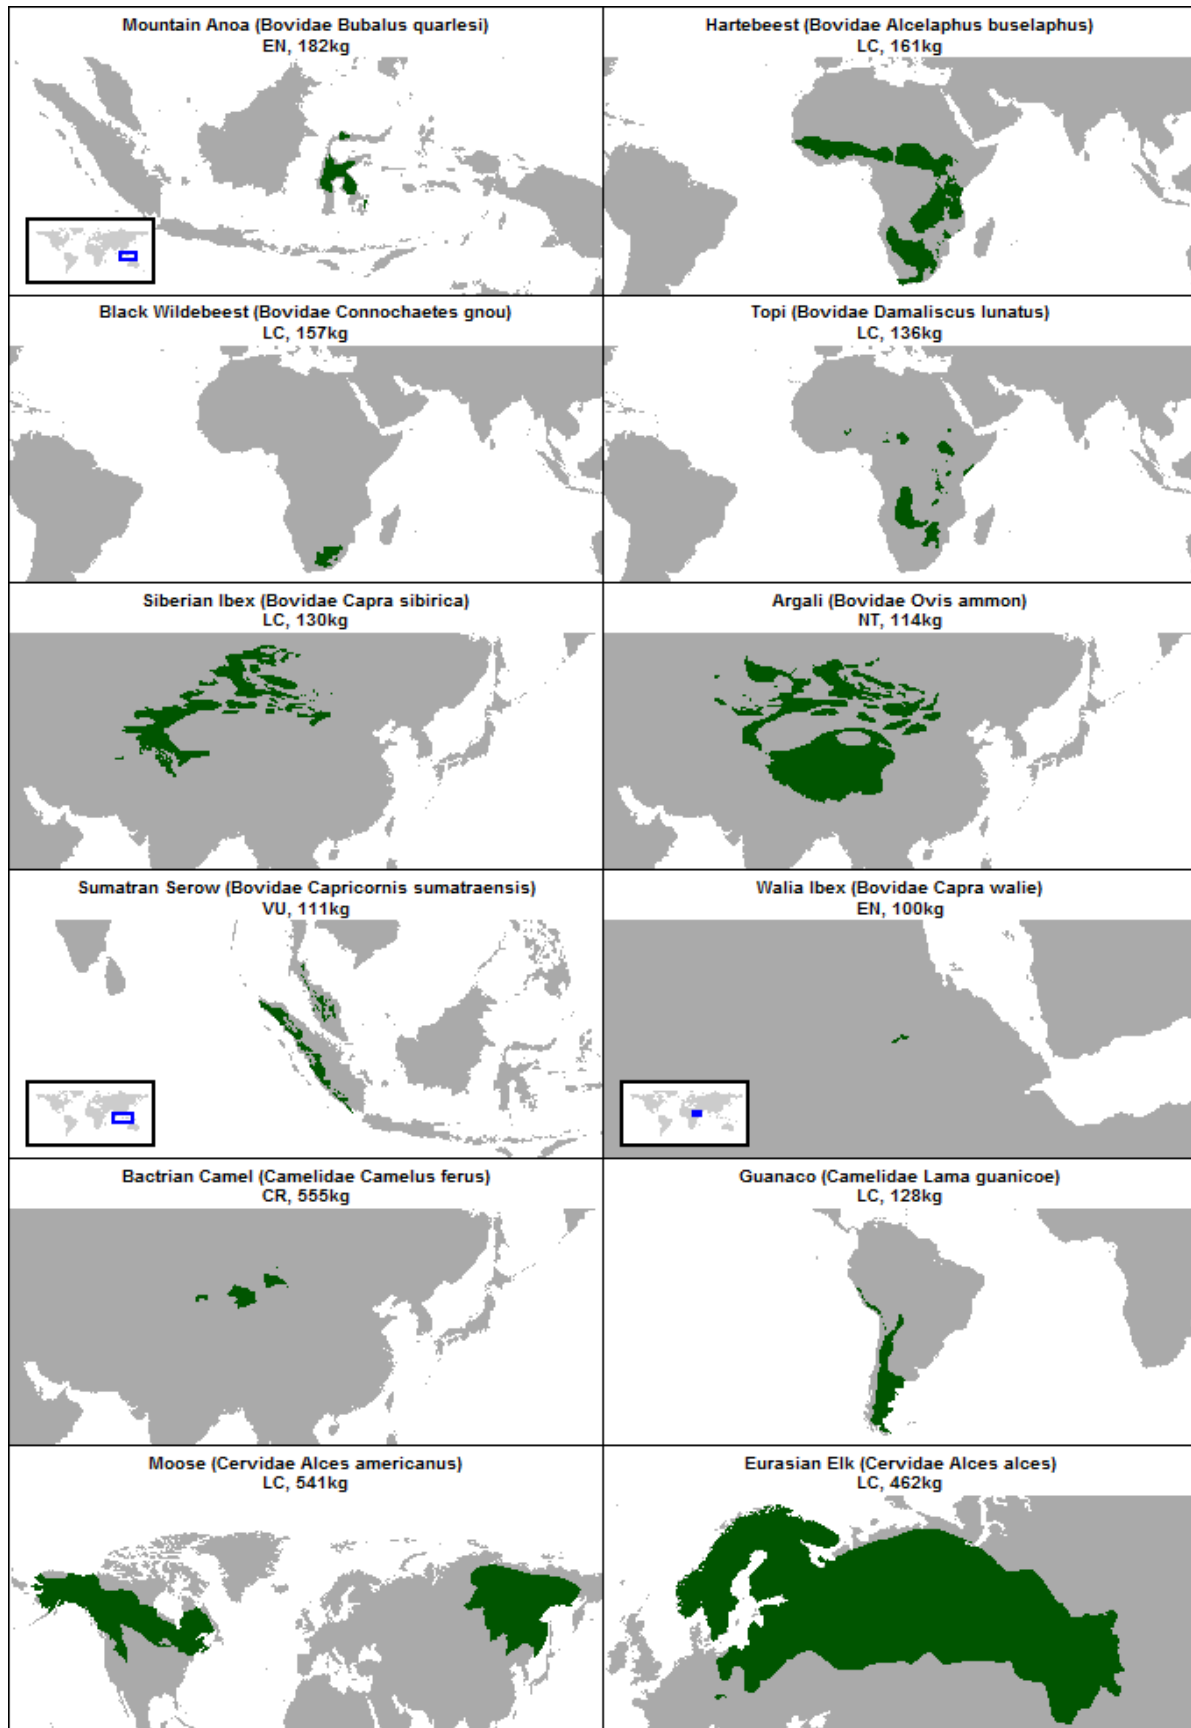 Mountain Anoa (Bovidae Bubalus quarlesi)
EN, 182kg
Hartebeest (Bovidae Alcelaphus buselaphus)
LC, 161kg
Black Wildebeest (Bovidae Connochaetes gnou)
LC, 157kg
Topi (Bovidae Damaliscus lunatus)
LC, 136kg
Siberian Ibex (Bovidae Capra sibirica)
LC, 130kg
Argali (Bovidae Ovis ammon)
NT, 114kg
Sumatran Serow (Bovidae Capricornis sumatraensis)
VU, 111kg
Walia Ibex (Bovidae Capra walie)
EN, 100kg
Bactrian Camel (Camelidae Camelus ferus)
CR, 555kg
Guanaco (Camelidae Lama guanicoe)
LC, 128kg
Moose (Cervidae Alces americanus)
LC, 541kg
Eurasian Elk (Cervidae Alces alces)
LC, 462kg